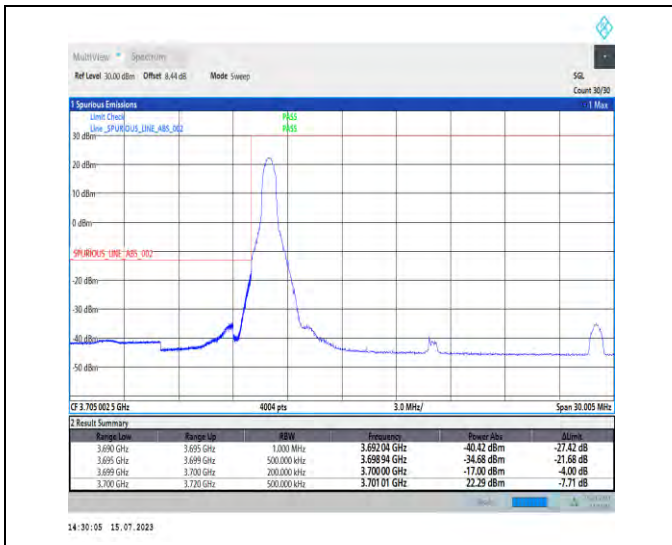 MultiView Spectrum
Ref Level 30.00 dBm Offset 8.44 dB Mode Sweep SGL
Count 30/30
1 Spurious Emissions 1 Max
Limit Check PASS
Line _SPURIOUS_LINE_ABS_002 PASS
30 dBm
20 dBm
10 dBm
0 dBm
_SPURIOUS_LINE_ABS_002
-20 dBm
-30 dBm
-40 dBm
-50 dBm
CF 3.705 002 5 GHz 4004 pts 3.0 MHz/ Span 30.005 MHz
2 Result Summary
Range Low Range Up RBW Frequency Power Abs ΔLimit
3.690 GHz 3.695 GHz 1.000 MHz 3.692 04 GHz -40.42 dBm -27.42 dB
3.695 GHz 3.699 GHz 500.000 kHz 3.698 94 GHz -34.68 dBm -21.68 dB
3.699 GHz 3.700 GHz 200.000 kHz 3.700 00 GHz -17.00 dBm -4.00 dB
3.700 GHz 3.720 GHz 500.000 kHz 3.701 01 GHz 22.29 dBm -7.71 dB
14:30:05 15.07.2023